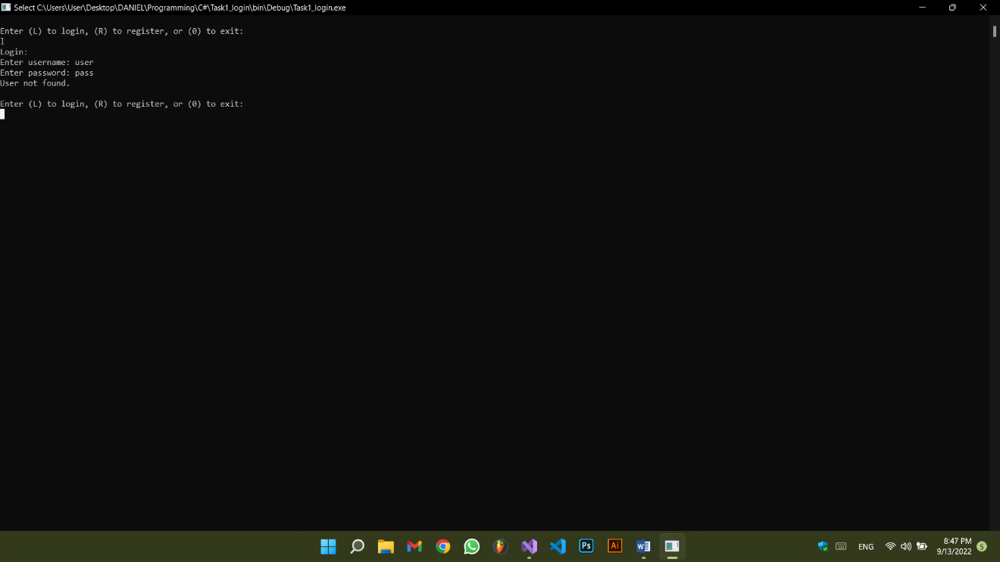 Select C:\Users\User\Desktop\DANIEL\Programming\C#\Task1_login\bin\Debug\Task1_login.exe
Enter (L) to login, (R) to register, or (0) to exit:
l
Login:
Enter username: user
Enter password: pass
User not found.
Enter (L) to login, (R) to register, or (0) to exit:
Ps
Ai
W
ENG
8:47 PM
9/13/2022
5